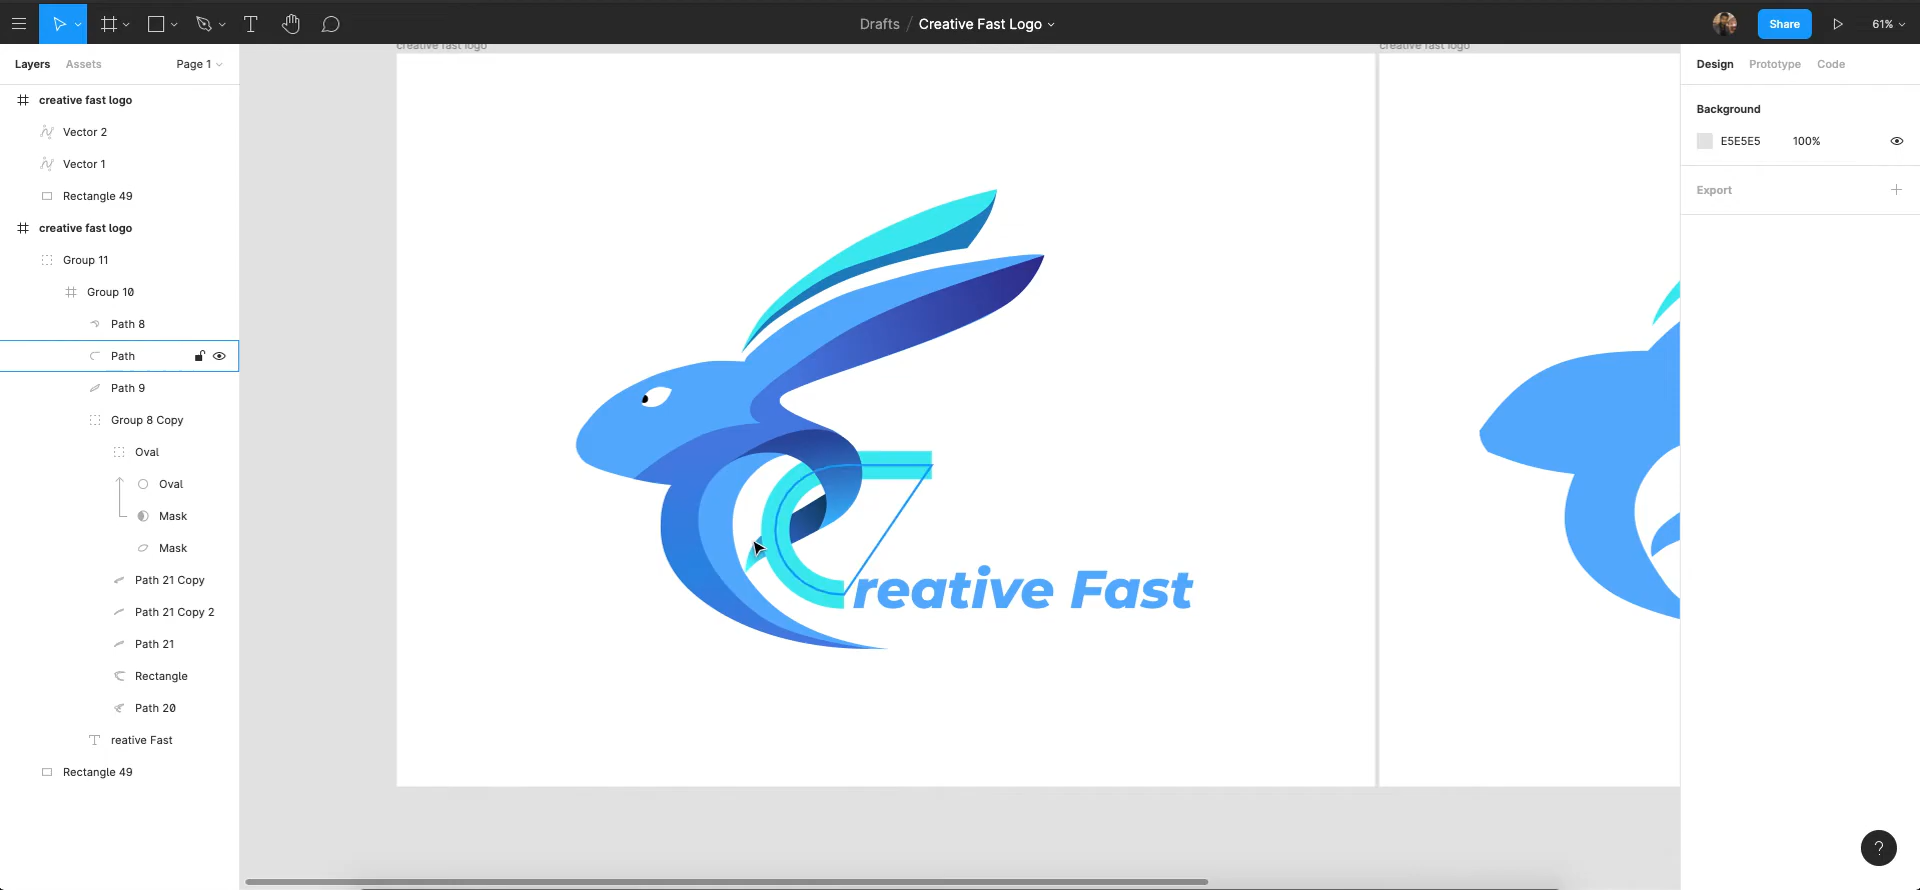 Drafts / Creative Fast Logo
Share
61%
Layers Assets Page 1
creative fast logo
creative fast logo
Design Prototype Code
creative fast logo
Vector 2
Vector 1
Rectangle 49
creative fast logo
Group 11
Group 10
Path 8
Path
Path 9
Group 8 Copy
Oval
Oval
Mask
Mask
Path 21 Copy
Path 21 Copy 2
Path 21
Rectangle
Path 20
reative Fast
Rectangle 49
Creative Fast
Background
E5E5E5 100%
Export
?